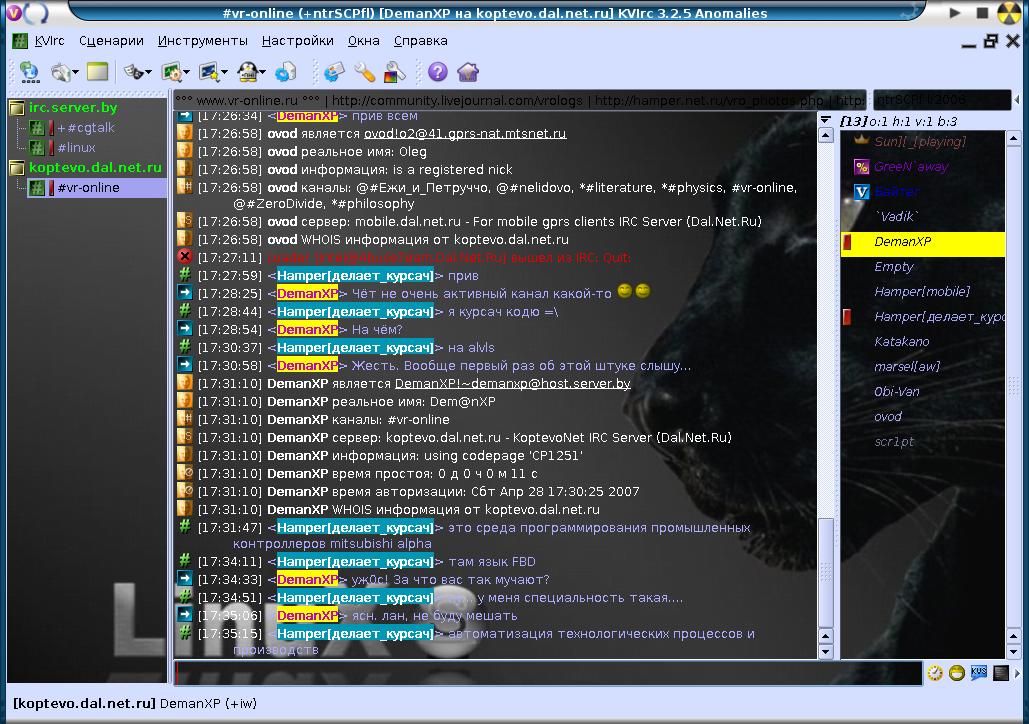 #vr-online (+ntrSCPfl) [DemanXP на koptevo.dal.net.ru] KVIrc 3.2.5 Anomalies
KVIrc Сценарии Инструменты Настройки Окна Справка
°°° www.vr-online.ru °°° | http://community.livejournal.com/vrologs | http://hamper.net.ru/vro_photos.php | http:
irc.server.by
+#cgtalk
#linux
koptevo.dal.net.ru
#vr-online
[17:26:34] <DemanXP> прив всем
[17:26:58] ovod является ovod!o2@41.gprs-nat.mtsnet.ru
[17:26:58] ovod реальное имя: Oleg
[17:26:58] ovod информация: is a registered nick
[17:26:58] ovod каналы: @#Ежи_и_Петруччо, @#nelidovo, *#literature, *#physics, #vr-online,
@#ZeroDivide, *#philosophy
[17:26:58] ovod сервер: mobile.dal.net.ru - For mobile gprs clients IRC Server (Dal.Net.Ru)
[17:26:58] ovod WHOIS информация от koptevo.dal.net.ru
[17:27:11] вышел из IRC: Quit:
[17:27:59] <Hamper[делает_курсач]> прив
[17:28:25] <DemanXP> Чёт не очень активный канал какой-то
[17:28:44] <Hamper[делает_курсач]> я курсач кодю =\
[17:28:54] <DemanXP> На чём?
[17:30:37] <Hamper[делает_курсач]> на alvls
[17:30:58] <DemanXP> Жесть. Вообще первый раз об этой штуке слышу...
[17:31:10] DemanXP является DemanXP!~demanxp@host.server.by
[17:31:10] DemanXP реальное имя: Dem@nXP
[17:31:10] DemanXP каналы: #vr-online
[17:31:10] DemanXP сервер: koptevo.dal.net.ru - KoptevoNet IRC Server (Dal.Net.Ru)
[17:31:10] DemanXP информация: using codepage 'CP1251'
[17:31:10] DemanXP время простоя: 0 д 0 ч 0 м 11 с
[17:31:10] DemanXP время авторизации: Сбт Апр 28 17:30:25 2007
[17:31:10] DemanXP WHOIS информация от koptevo.dal.net.ru
[17:31:47] <Hamper[делает_курсач]> это среда программирования промышленных
контроллеров mitsubishi alpha
[17:34:11] <Hamper[делает_курсач]> там язык FBD
[17:34:33] <DemanXP> уж0с! За что вас так мучают?
[17:34:51] <Hamper[делает_курсач]> у меня специальность такая....
[17:35:06] <DemanXP> ясн. лан, не буду мешать
[17:35:15] <Hamper[делает_курсач]> автоматизация технологических процессов и
производств
[13] o:1 h:1 v:1 b:3
Sun][_[playing]
GreeN`away
Байтег
`Vadik`
DemanXP
Empty
Hamper[mobile]
Hamper[делает_курс
Katakano
marsel[aw]
Obi-Van
ovod
scr1pt
[koptevo.dal.net.ru] DemanXP (+iw)